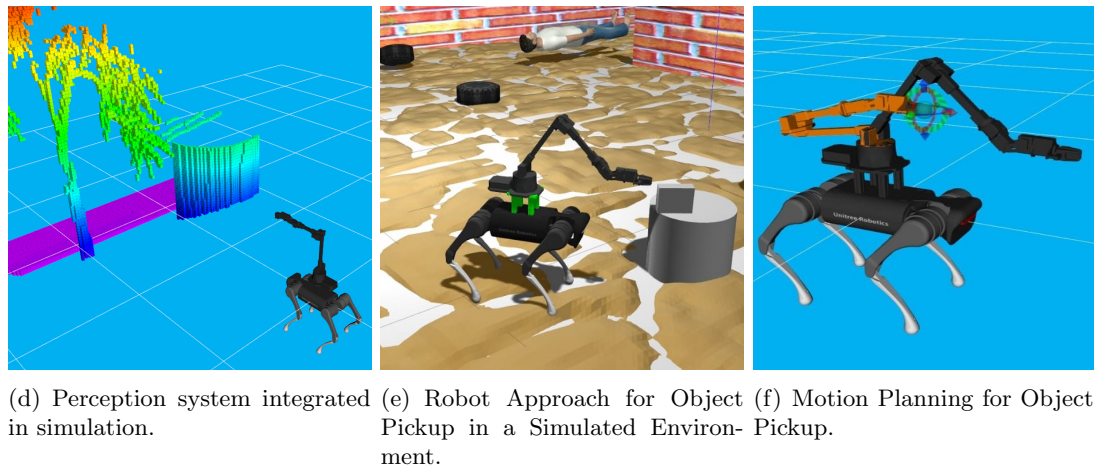 Unitree Robotics
(d) Perception system integrated
in simulation.
(e) Robot Approach for Object
Pickup in a Simulated Environ-
ment.
(f) Motion Planning for Object
Pickup.